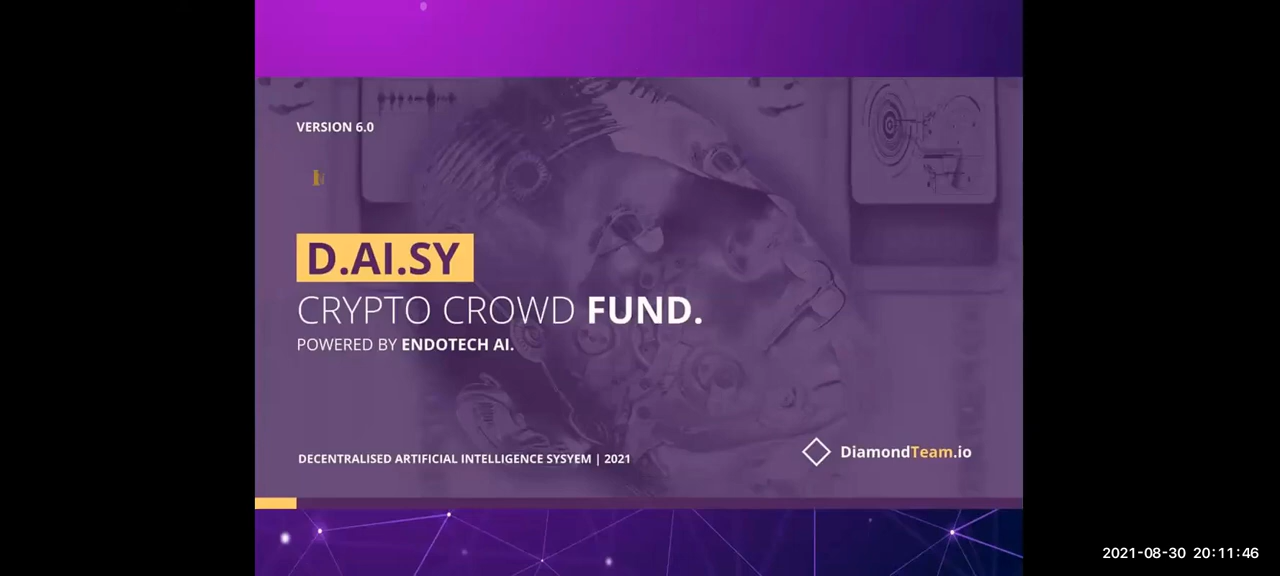 VERSION 6.0
D.AI.SY
CRYPTO CROWD FUND.
POWERED BY ENDOTECH AI.
DECENTRALISED ARTIFICIAL INTELLIGENCE SYSYEM | 2021
DiamondTeam.io
2021-08-30 20:11:46